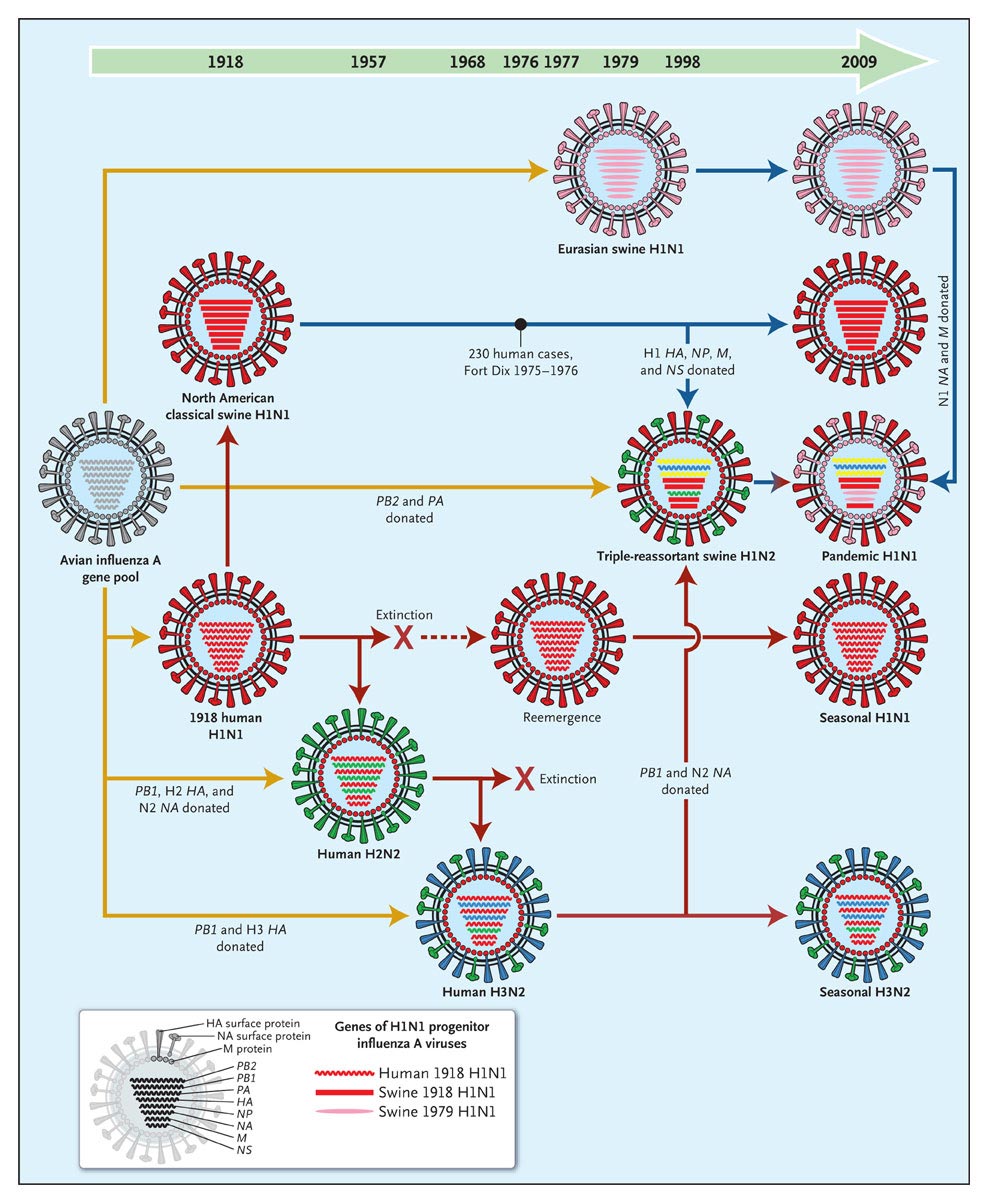 1918 1957 1968 1976 1977 1979 1998 2009
Eurasian swine H1N1
N1 NA and M donated
230 human cases,
Fort Dix 1975–1976
H1 HA, NP, M,
and NS donated
North American
classical swine H1N1
PB2 and PA
donated
Avian influenza A
gene pool
Triple-reassortant swine H1N2
Pandemic H1N1
Extinction
X
1918 human
H1N1
Reemergence
Seasonal H1N1
PB1, H2 HA, and
N2 NA donated
X Extinction
PB1 and N2 NA
donated
Human H2N2
PB1 and H3 HA
donated
Human H3N2
Seasonal H3N2
HA surface protein
NA surface protein
M protein
PB2
PB1
PA
HA
NP
NA
M
NS
Genes of H1N1 progenitor
influenza A viruses
Human 1918 H1N1
Swine 1918 H1N1
Swine 1979 H1N1